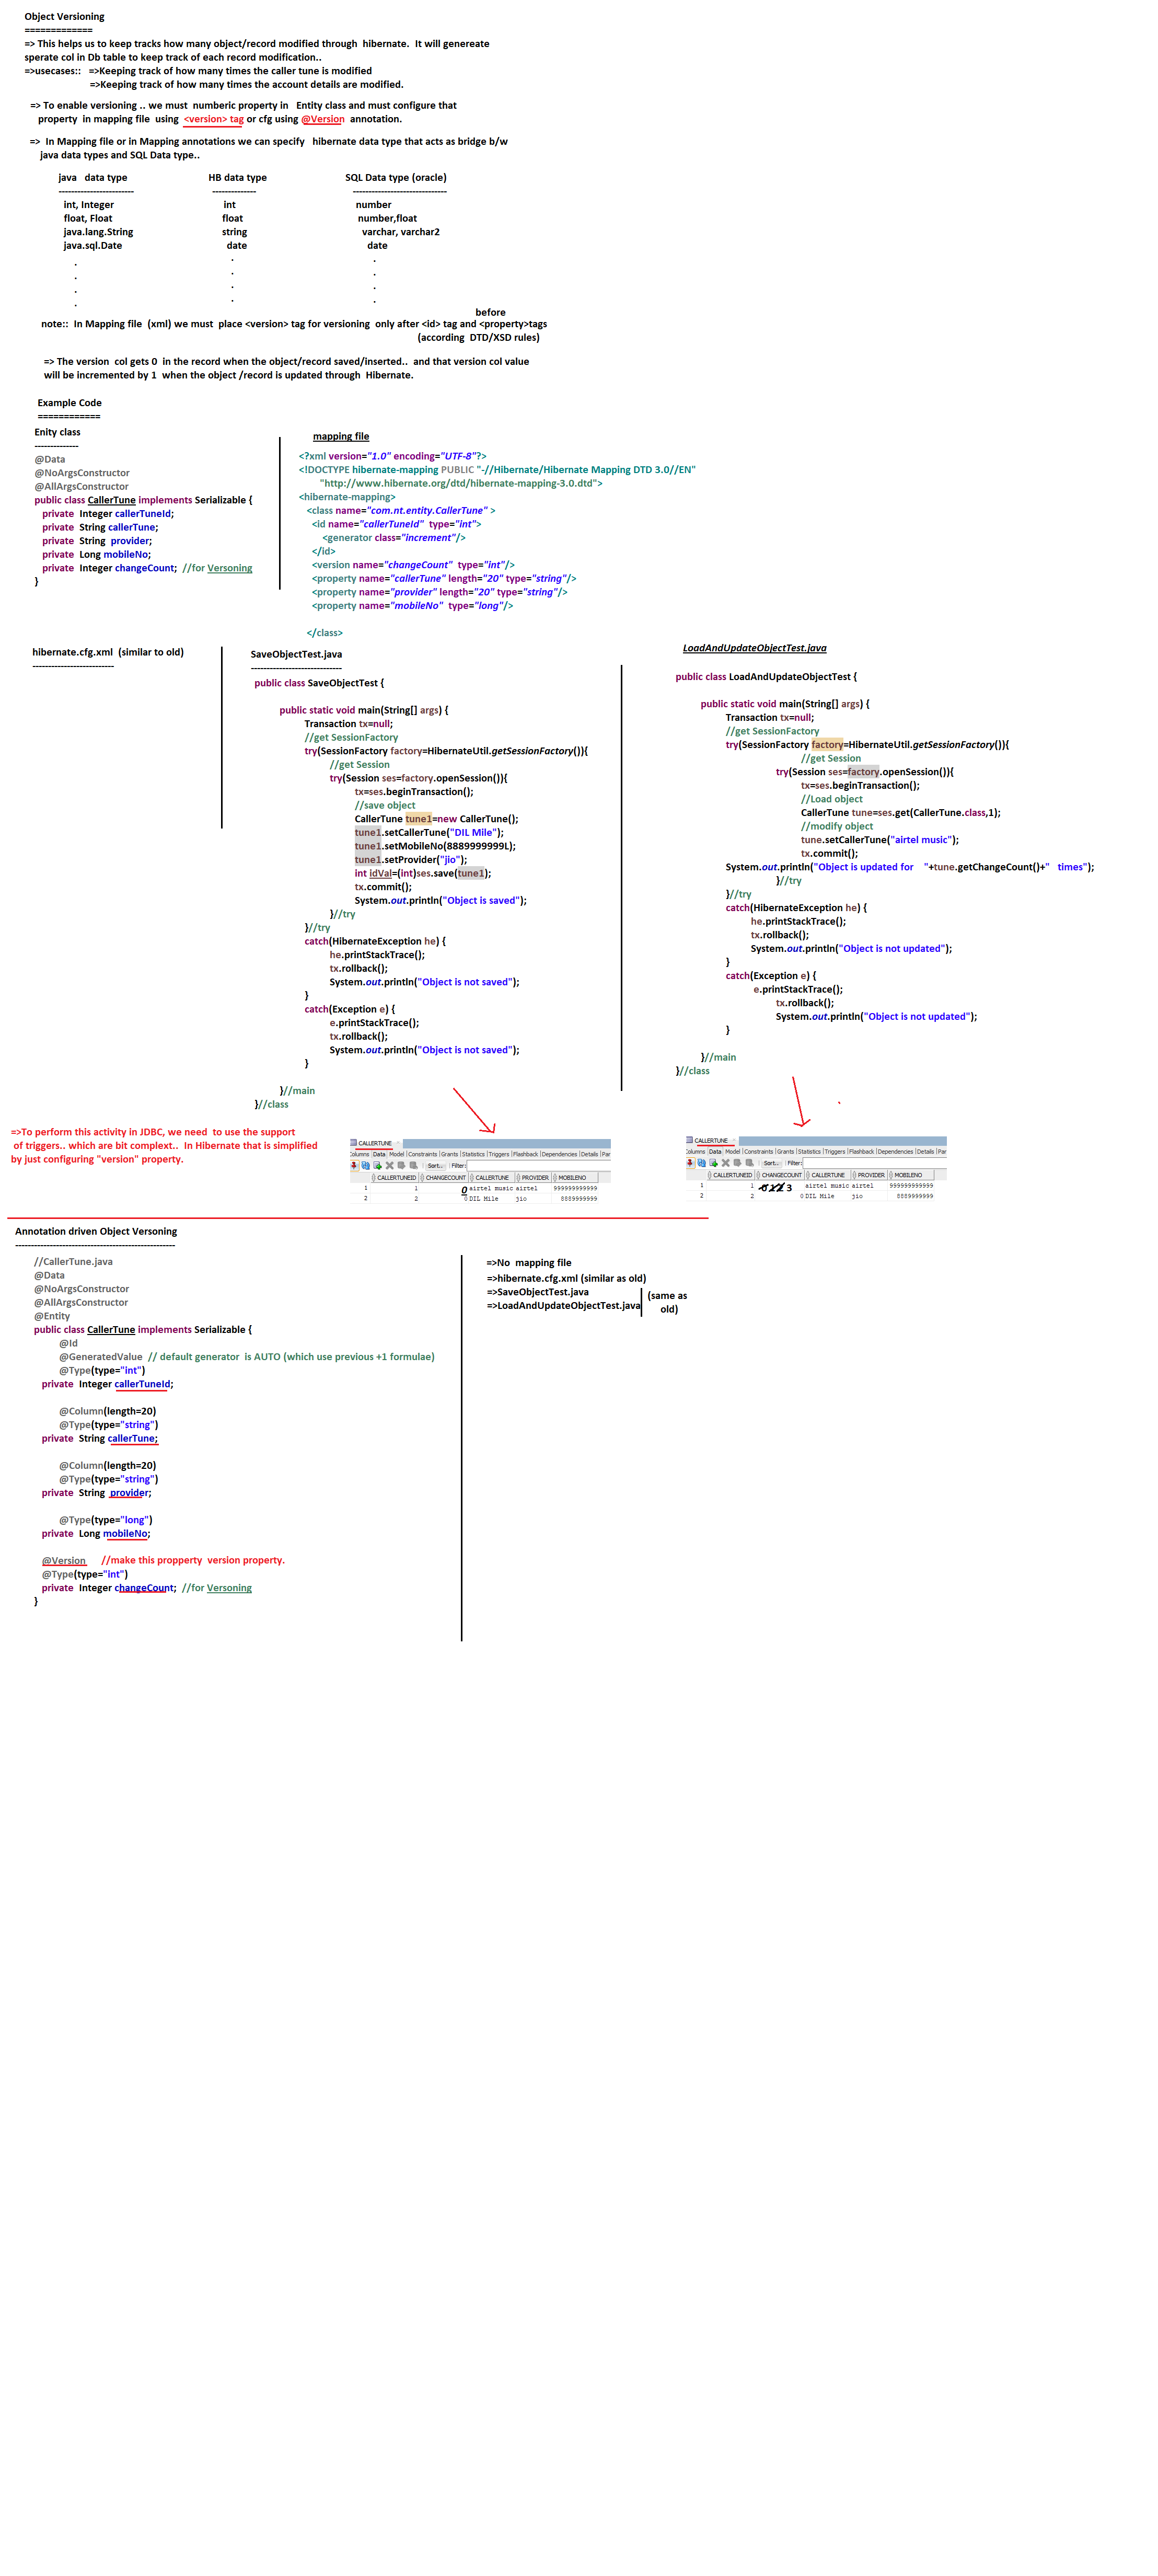 Object Versioning
=============
=> This helps us to keep tracks how many object/record modified through  hibernate.  It will genereate
sperate col in Db table to keep track of each record modification..
=>usecases::   =>Keeping track of how many times the caller tune is modified
=>Keeping track of how many times the account details are modified.
=> To enable versioning .. we must  numberic property in   Entity class and must configure that
property  in mapping file  using  <version> tag or cfg using @Version  annotation.
=>  In Mapping file or in Mapping annotations we can specify   hibernate data type that acts as bridge b/w
java data types and SQL Data type..
java   data type    HB data type    SQL Data type (oracle)
------------------------    --------------    ------------------------------
int, Integer    int    number
float, Float    float    number,float
java.lang.String    string    varchar, varchar2
java.sql.Date    date    date
.    .    .
.    .    .
.    .    .
.    .    .
before
note::  In Mapping file  (xml) we must  place <version> tag for versioning  only after <id> tag and <property>tags
(according  DTD/XSD rules)
=> The version  col gets 0  in the record when the object/record saved/inserted..  and that version col value
will be incremented by 1  when the object /record is updated through  Hibernate.
Example Code
============
Enity class
--------------
@Data
@NoArgsConstructor
@AllArgsConstructor
public class CallerTune implements Serializable {
private  Integer callerTuneId;
private  String callerTune;
private  String  provider;
private  Long mobileNo;
private  Integer changeCount;  //for Versoning
}
mapping file
<?xml version="1.0" encoding="UTF-8"?>
<!DOCTYPE hibernate-mapping PUBLIC "-//Hibernate/Hibernate Mapping DTD 3.0//EN"
"http://www.hibernate.org/dtd/hibernate-mapping-3.0.dtd">
<hibernate-mapping>
<class name="com.nt.entity.CallerTune" >
<id name="callerTuneId"  type="int">
<generator class="increment"/>
</id>
<version name="changeCount"  type="int"/>
<property name="callerTune" length="20" type="string"/>
<property name="provider" length="20" type="string"/>
<property name="mobileNo"  type="long"/>
</class>
hibernate.cfg.xml  (similar to old)
--------------------------
SaveObjectTest.java
-----------------------------
public class SaveObjectTest {
public static void main(String[] args) {
Transaction tx=null;
//get SessionFactory
try(SessionFactory factory=HibernateUtil.getSessionFactory()){
//get Session
try(Session ses=factory.openSession()){
tx=ses.beginTransaction();
//save object
CallerTune tune1=new CallerTune();
tune1.setCallerTune("DIL Mile");
tune1.setMobileNo(8889999999L);
tune1.setProvider("jio");
int idVal=(int)ses.save(tune1);
tx.commit();
System.out.println("Object is saved");
}//try
}//try
catch(HibernateException he) {
he.printStackTrace();
tx.rollback();
System.out.println("Object is not saved");
}
catch(Exception e) {
e.printStackTrace();
tx.rollback();
System.out.println("Object is not saved");
}
}//main
}//class
LoadAndUpdateObjectTest.java
public class LoadAndUpdateObjectTest {
public static void main(String[] args) {
Transaction tx=null;
//get SessionFactory
try(SessionFactory factory=HibernateUtil.getSessionFactory()){
//get Session
try(Session ses=factory.openSession()){
tx=ses.beginTransaction();
//Load object
CallerTune tune=ses.get(CallerTune.class,1);
//modify object
tune.setCallerTune("airtel music");
tx.commit();
System.out.println("Object is updated for    "+tune.getChangeCount()+"   times");
}//try
}//try
catch(HibernateException he) {
he.printStackTrace();
tx.rollback();
System.out.println("Object is not updated");
}
catch(Exception e) {
e.printStackTrace();
tx.rollback();
System.out.println("Object is not updated");
}
}//main
}//class
=>To perform this activity in JDBC, we need  to use the support
of triggers.. which are bit complext..  In Hibernate that is simplified
by just configuring "version" property.
CALLERTUNE
olumns Data Model Constraints Grants Statistics Triggers Flashback Dependencies Details Par
Sort.. Filter:
CALLERTUNEID CHANGECOUNT CALLERTUNE PROVIDER MOBILENO
1 1 0 airtel music airtel 999999999999
2 2 0 DIL Mile jio 8889999999
CALLERTUNE
olumns Data Model Constraints Grants Statistics Triggers Flashback Dependencies Details Par
Sort.. Filter:
CALLERTUNEID CHANGECOUNT CALLERTUNE PROVIDER MOBILENO
1 1 0 1 2 3 airtel music airtel 999999999999
2 2 0 DIL Mile jio 8889999999
Annotation driven Object Versoning
---------------------------------------------------
//CallerTune.java
@Data
@NoArgsConstructor
@AllArgsConstructor
@Entity
public class CallerTune implements Serializable {
@Id
@GeneratedValue  // default generator  is AUTO (which use previous +1 formulae)
@Type(type="int")
private  Integer callerTuneId;
@Column(length=20)
@Type(type="string")
private  String callerTune;
@Column(length=20)
@Type(type="string")
private  String  provider;
@Type(type="long")
private  Long mobileNo;
@Version     //make this propperty  version property.
@Type(type="int")
private  Integer changeCount;  //for Versoning
}
=>No  mapping file
=>hibernate.cfg.xml (similar as old)
=>SaveObjectTest.java
=>LoadAndUpdateObjectTest.java
(same as
old)